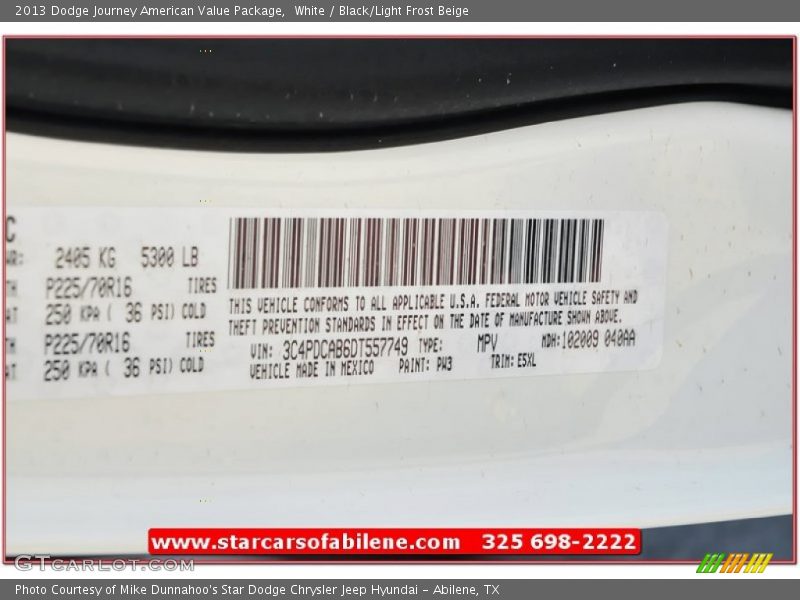 2013 Dodge Journey American Value Package,  White / Black/Light Frost Beige
C
2405 KG 5300 LB
P225/70R16 TIRES
250 KPA ( 36 PSI) COLD
P225/70R16 TIRES
250 KPA ( 36 PSI) COLD
THIS VEHICLE CONFORMS TO ALL APPLICABLE U.S.A. FEDERAL MOTOR VEHICLE SAFETY AND
THEFT PREVENTION STANDARDS IN EFFECT ON THE DATE OF MANUFACTURE SHOWN ABOVE.
VIN: 3C4PDCAB6DT557749 TYPE: MPV MDH:102009 040AA
VEHICLE MADE IN MEXICO PAINT: PW3 TRIM: E5XL
www.starcarsofabilene.com 325 698-2222
GTCARLOT.COM
Photo Courtesy of Mike Dunnahoo's Star Dodge Chrysler Jeep Hyundai - Abilene, TX